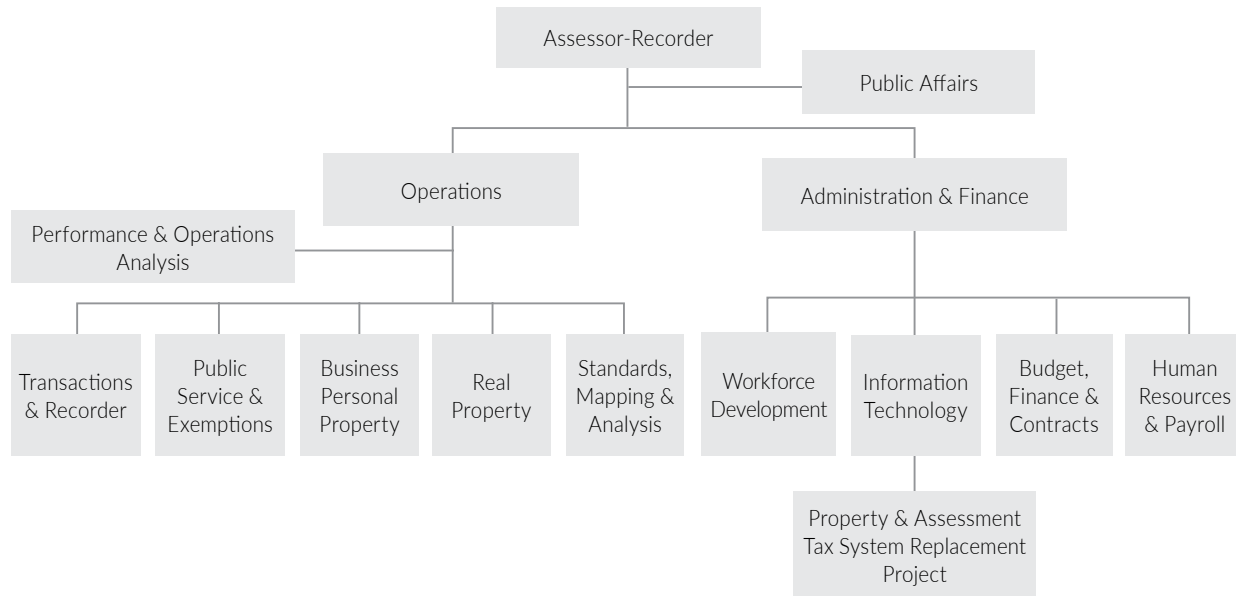 Assessor-Recorder
Public Affairs
Operations
Administration & Finance
Performance & Operations
Analysis
Transactions
& Recorder
Public
Service &
Exemptions
Business
Personal
Property
Real
Property
Standards,
Mapping &
Analysis
Workforce
Development
Information
Technology
Budget,
Finance &
Contracts
Human
Resources
& Payroll
Property & Assessment
Tax System Replacement
Project